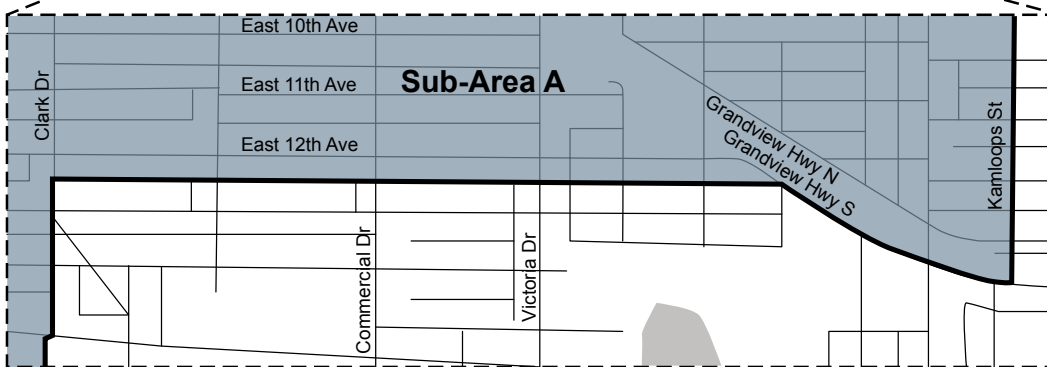 East 10th Ave
Sub-Area A
East 11th Ave
Clark Dr
East 12th Ave
Grandview Hwy N
Grandview Hwy S
Kamloops St
Commercial Dr
Victoria Dr